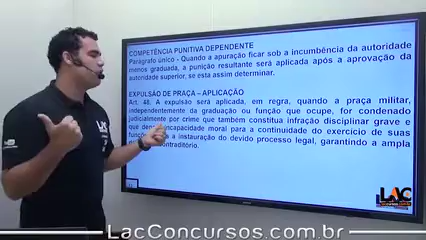 COMPETÊNCIA PUNITIVA DEPENDENTE
Parágrafo único - Quando a apuração ficar sob a incumbência da autoridade
menos graduada, a punição resultante será aplicada após a aprovação da
autoridade superior, se esta assim determinar.
EXPULSÃO DE PRAÇA – APLICAÇÃO
Art. 48. A expulsão será aplicada, em regra, quando a praça militar,
independentemente da graduação ou função que ocupe, for condenado
judicialmente por crime que também constitua infração disciplinar grave e
que incapacidade moral para a continuidade do exercício de suas
a instauração do devido processo legal, garantindo a ampla
contraditório.
LAC
LAC
LacConcursos.com.br